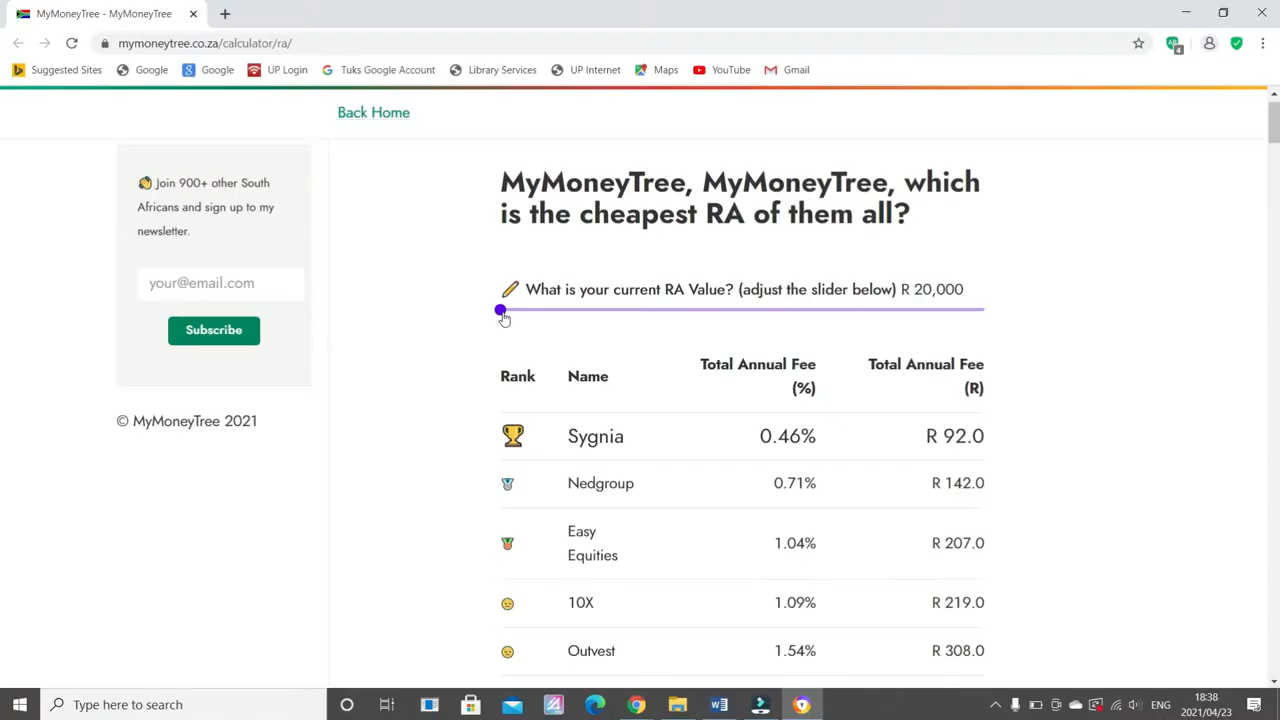 MyMoneyTree - MyMoneyTree
mymoneytree.co.za/calculator/ra/
4
Suggested Sites Google Google UP Login Tuks Google Account Library Services UP Internet Maps YouTube Gmail
Back Home
Join 900+ other South
Africans and sign up to my
newsletter.
your@email.com
Subscribe
© MyMoneyTree 2021
MyMoneyTree, MyMoneyTree, which
is the cheapest RA of them all?
What is your current RA Value? (adjust the slider below) R 20,000
Rank Name Total Annual Fee (%) Total Annual Fee (R)
Sygnia 0.46% R 92.0
Nedgroup 0.71% R 142.0
Easy Equities 1.04% R 207.0
10X 1.09% R 219.0
Outvest 1.54% R 308.0
Type here to search
ENG
18:38
2021/04/23